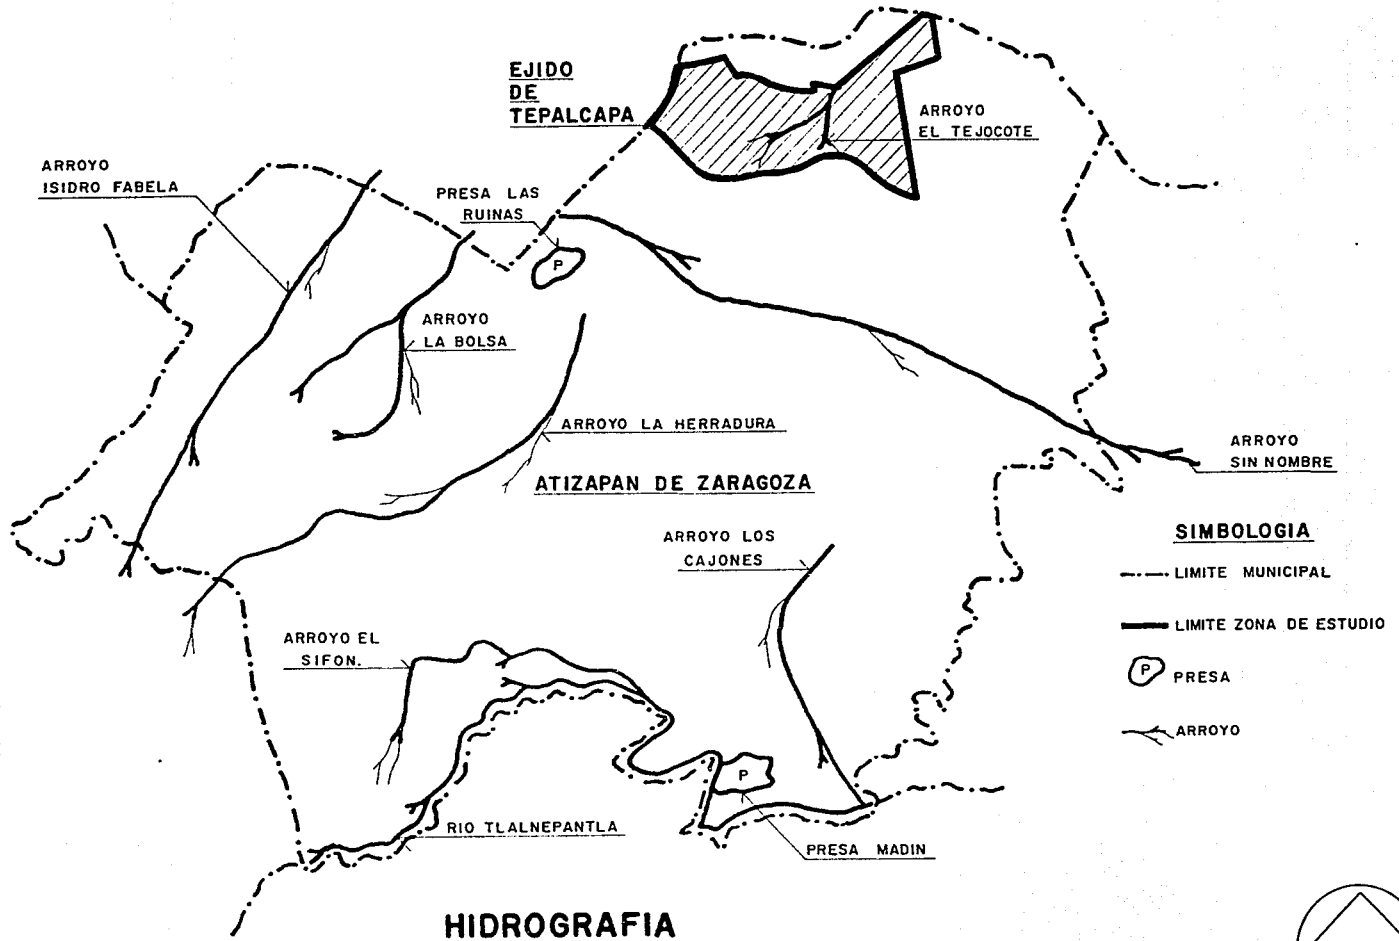 EJIDO
DE
TEPALCAPA
ARROYO
EL TEJOCOTE
ARROYO
ISIDRO FABELA
PRESA LAS
RUINAS
P
ARROYO
LA BOLSA
ARROYO LA HERRADURA
ATIZAPAN DE ZARAGOZA
ARROYO
SIN NOMBRE
ARROYO LOS
CAJONES
SIMBOLOGIA
LIMITE MUNICIPAL
LIMITE ZONA DE ESTUDIO
P PRESA
ARROYO
ARROYO EL
SIFON.
P
RIO TLALNEPANTLA
PRESA MADIN
HIDROGRAFIA